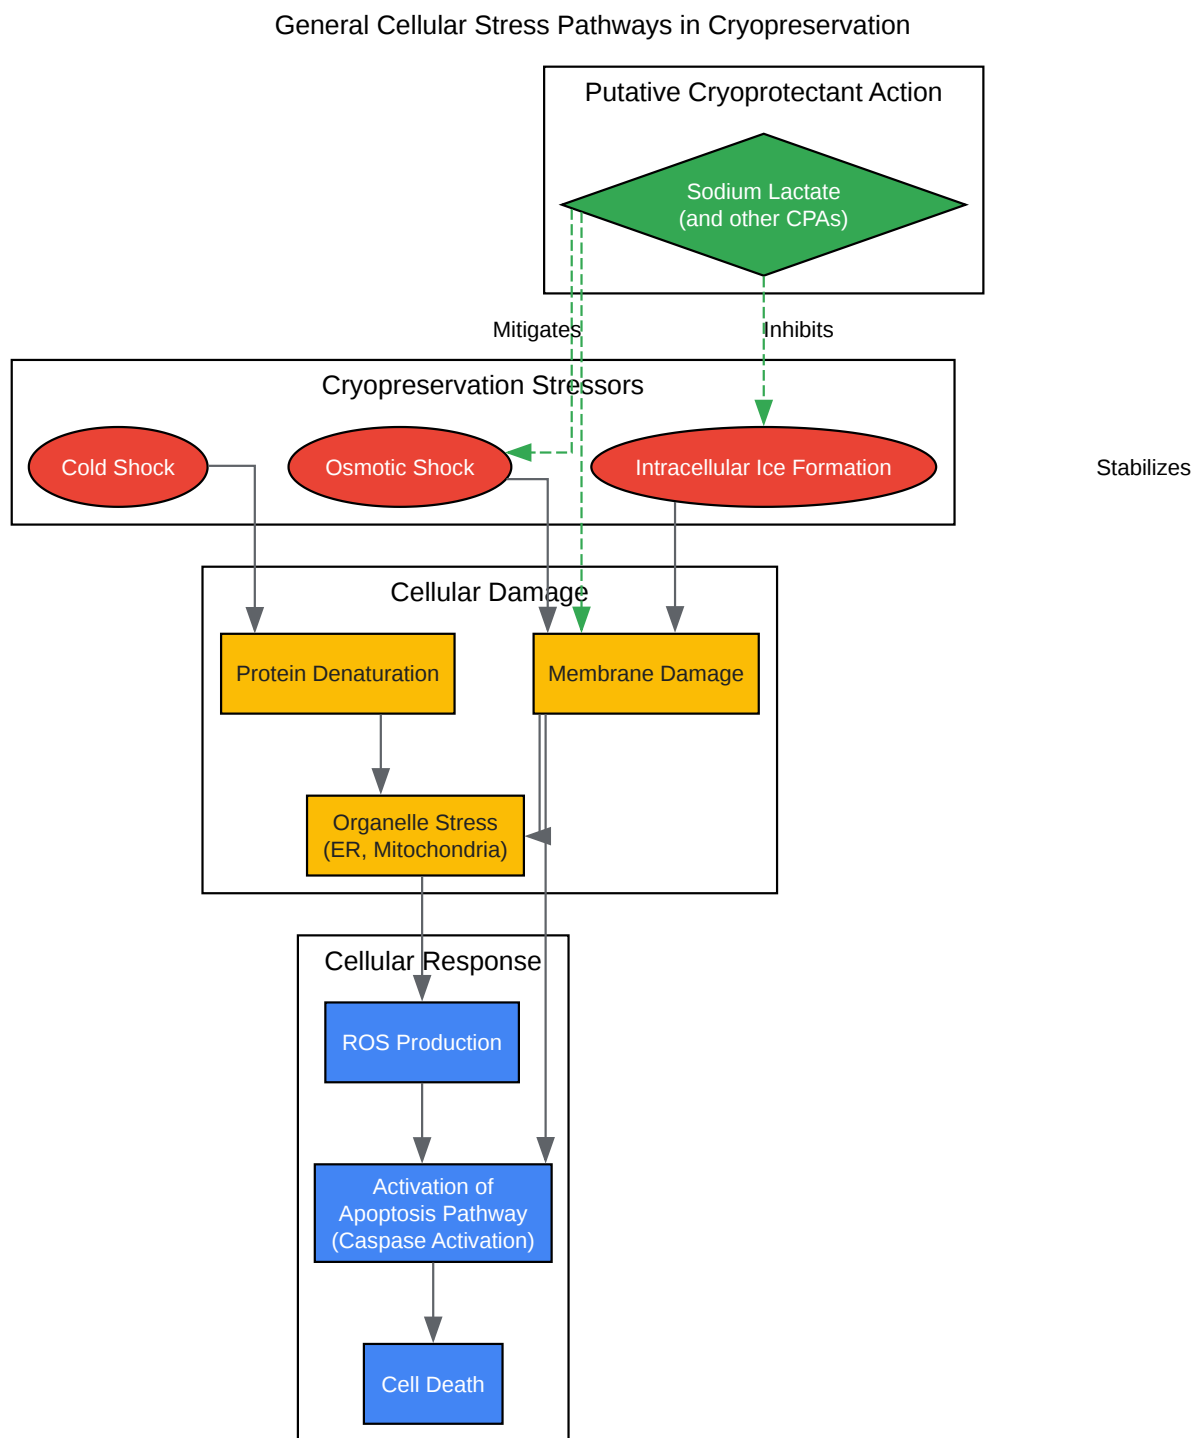 General Cellular Stress Pathways in Cryopreservation
Putative Cryoprotectant Action
Sodium Lactate
(and other CPAs)
Mitigates
Inhibits
Cryopreservation Stressors
Cold Shock
Osmotic Shock
Intracellular Ice Formation
Stabilizes
Cellular Damage
Protein Denaturation
Membrane Damage
Organelle Stress
(ER, Mitochondria)
Cellular Response
ROS Production
Activation of
Apoptosis Pathway
(Caspase Activation)
Cell Death